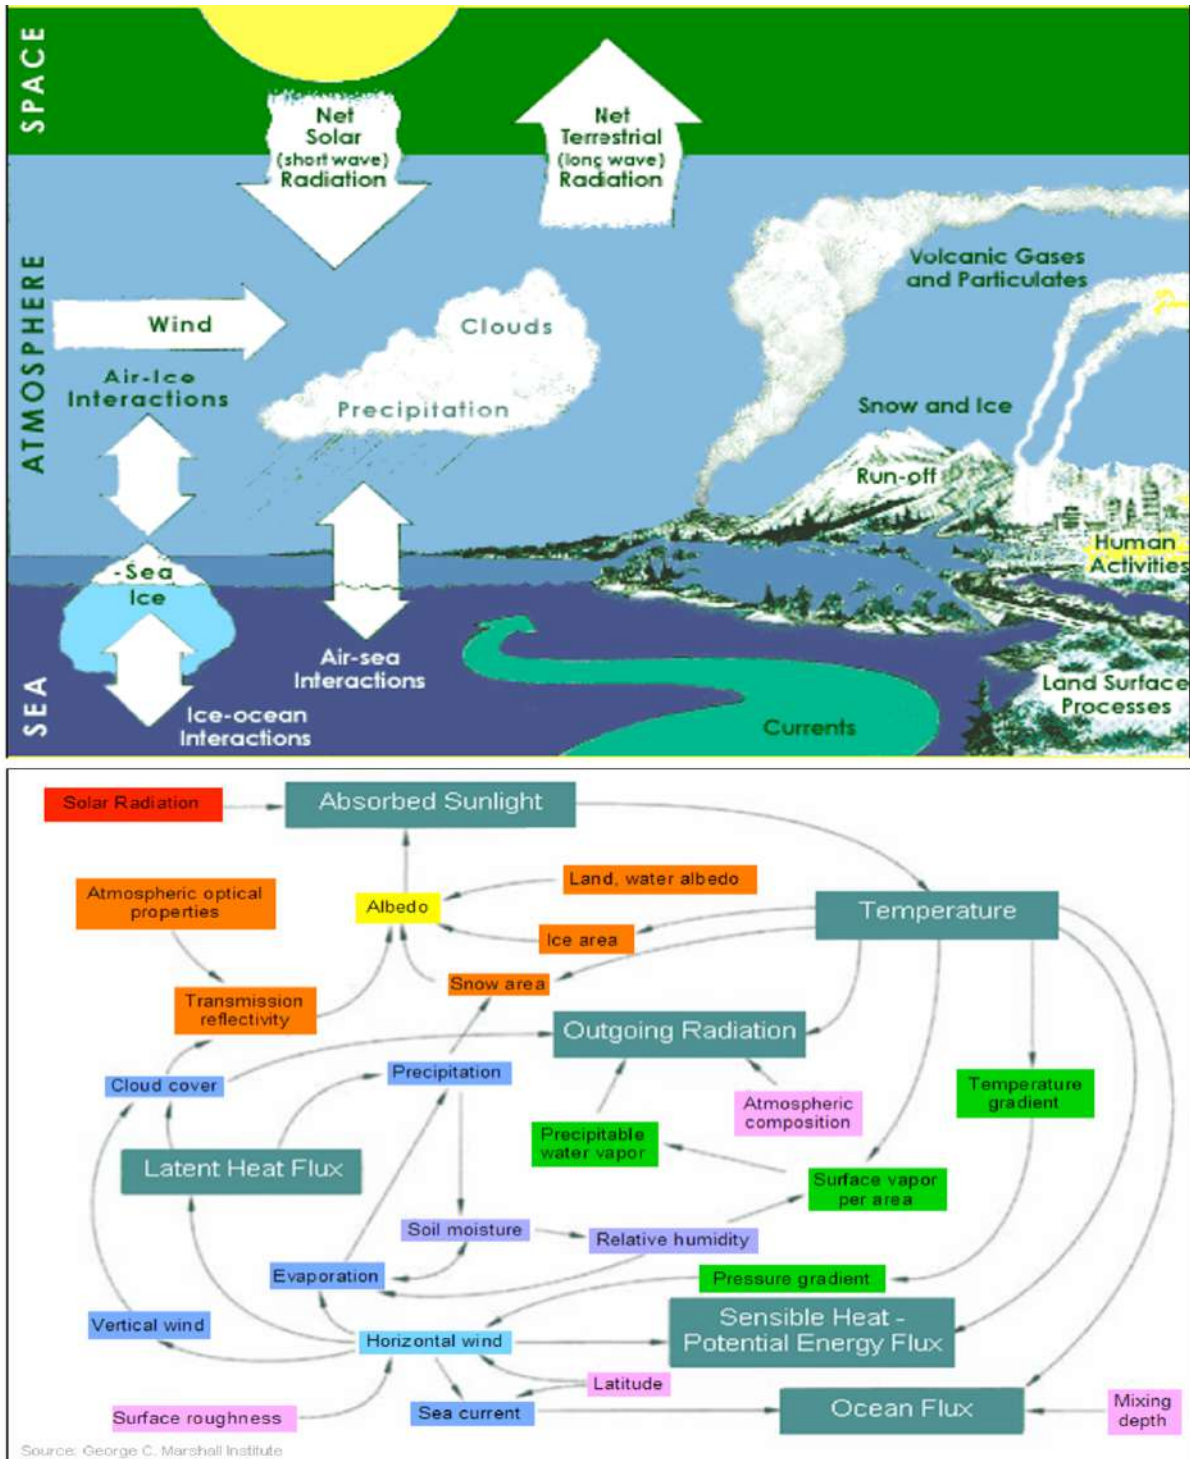 SPACE
Net
Solar
(short wave)
Radiation
Net
Terrestrial
(long wave)
Radiation
ATMOSPHERE
Volcanic Gases
and Particulates
Wind
Clouds
Air-Ice
Interactions
Precipitation
Snow and Ice
Run-off
Human
Activities
-Sea
Ice
SEA
Air-sea
Interactions
Land Surface
Processes
Ice-ocean
Interactions
Currents
Solar Radiation
Absorbed Sunlight
Atmospheric optical
properties
Land, water albedo
Albedo
Temperature
Ice area
Snow area
Transmission
reflectivity
Outgoing Radiation
Cloud cover
Precipitation
Temperature
gradient
Atmospheric
composition
Precipitable
water vapor
Latent Heat Flux
Surface vapor
per area
Soil moisture
Relative humidity
Evaporation
Pressure gradient
Sensible Heat -
Potential Energy Flux
Vertical wind
Horizontal wind
Latitude
Surface roughness
Sea current
Ocean Flux
Mixing
depth
Source: George C. Marshall Institute